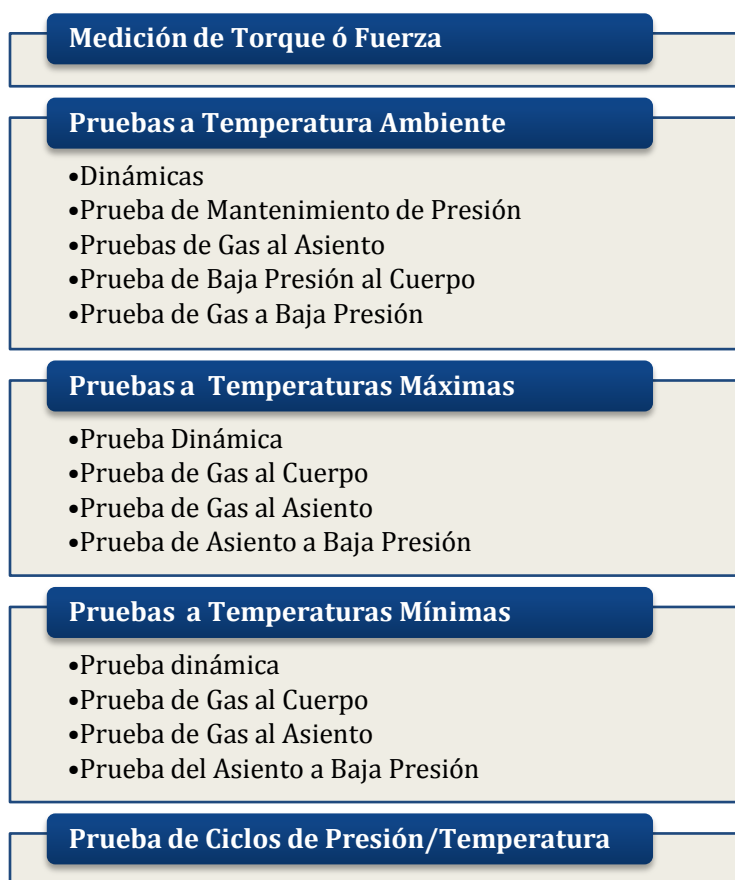 Medición de Torque ó Fuerza
Pruebas a Temperatura Ambiente
•Dinámicas
•Prueba de Mantenimiento de Presión
•Pruebas de Gas al Asiento
•Prueba de Baja Presión al Cuerpo
•Prueba de Gas a Baja Presión
Pruebas a Temperaturas Máximas
•Prueba Dinámica
•Prueba de Gas al Cuerpo
•Prueba de Gas al Asiento
•Prueba de Asiento a Baja Presión
Pruebas a Temperaturas Mínimas
•Prueba dinámica
•Prueba de Gas al Cuerpo
•Prueba de Gas al Asiento
•Prueba del Asiento a Baja Presión
Prueba de Ciclos de Presión/Temperatura